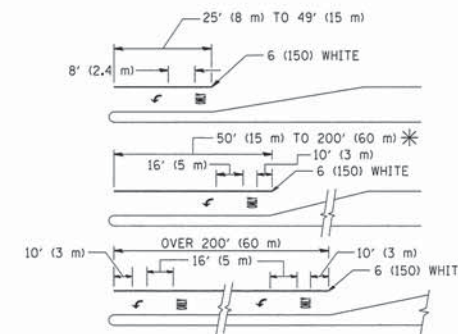 25' (8 m) TO 49' (15 m)
6 (150) WHITE
8' (2.4 m)
50' (15 m) TO 200' (60 m) *
16' (5 m)
10' (3 m)
6 (150) WHITE
OVER 200' (60 m)
10' (3 m)
16' (5 m)
10' (3 m)
6 (150) WHIT